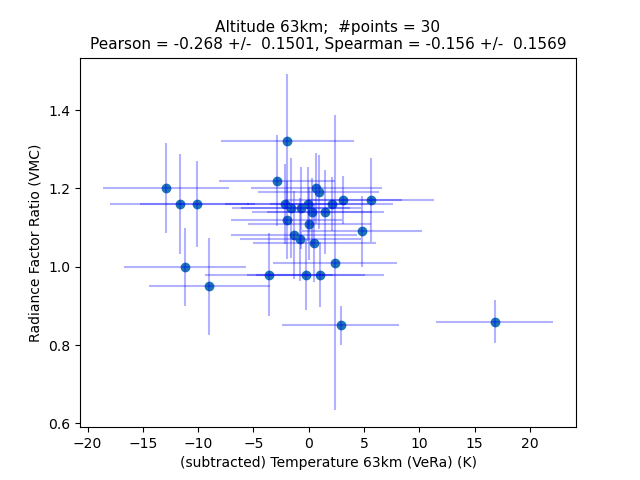 Altitude 63km;  #points = 30
Pearson = -0.268 +/-  0.1501, Spearman = -0.156 +/-  0.1569
Radiance Factor Ratio (VMC)
1.4
1.2
1.0
0.8
0.6
−20 −15 −10 −5 0 5 10 15 20
(subtracted) Temperature 63km (VeRa) (K)